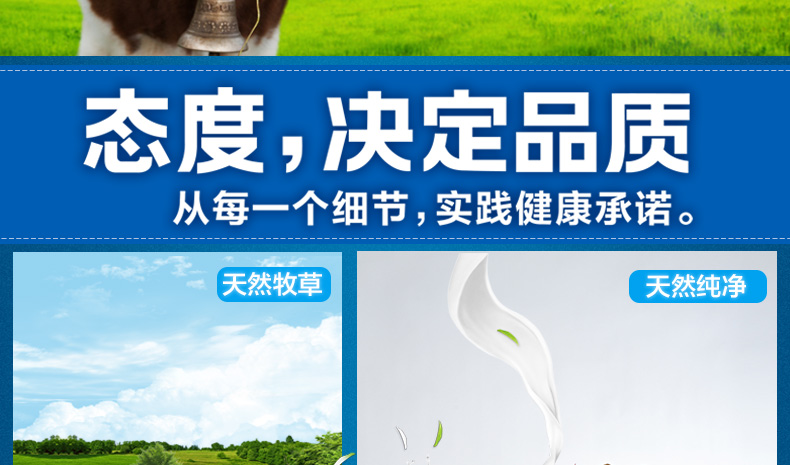 态度，决定品质
从每一个细节，实践健康承诺。
天然牧草
天然纯净